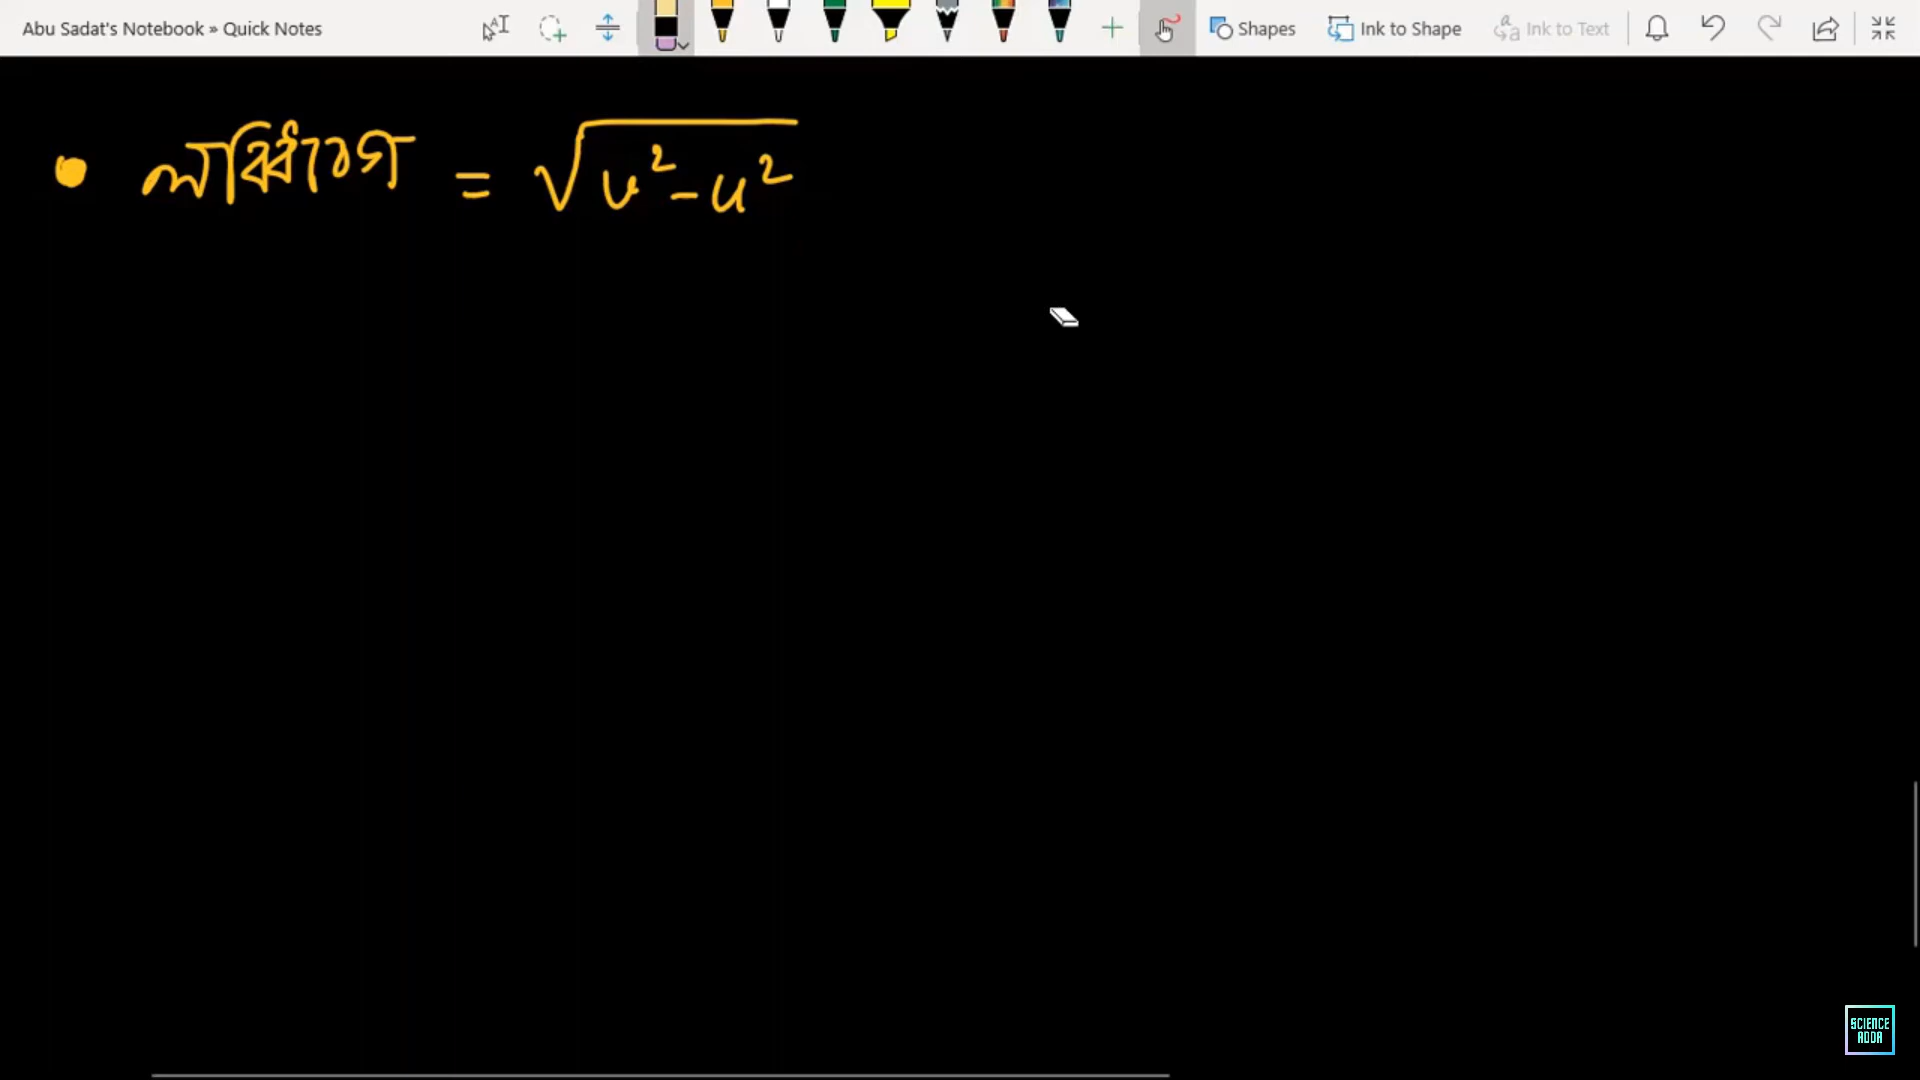 Abu Sadat's Notebook » Quick Notes Shapes Ink to Shape Ink to Text
• লব্ধিবেগ = √(v² - u²)
SCIENCE
ADDA